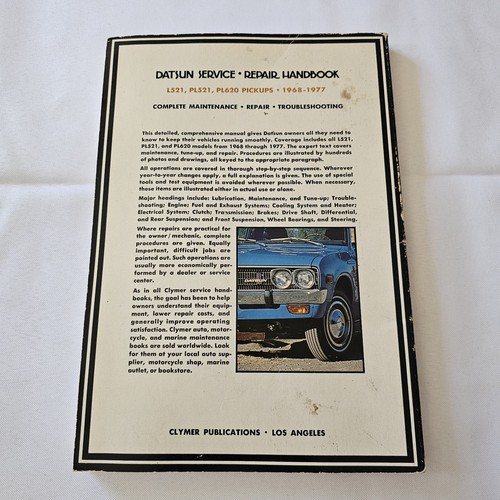 DATSUN SERVICE • REPAIR HANDBOOK
L521, PL521, PL620 PICKUPS • 1968-1977
COMPLETE MAINTENANCE • REPAIR • TROUBLESHOOTING
This detailed, comprehensive manual gives Datsun owners all they need
to know to keep their vehicles running smoothly. Coverage includes all L521,
PL521, and PL620 models from 1968 through 1977. The expert text covers
maintenance, tune-up, and repair. Procedures are illustrated by hundreds
of photos and drawings, all keyed to the appropriate paragraph.
All operations are covered in thorough step-by-step sequence. Wherever
year-to-year changes apply, a full explanation is given. The use of special
tools and test equipment is avoided wherever possible. When necessary,
these items are illustrated either in actual use or alone.
Major headings include: Lubrication, Maintenance, and Tune-up; Trouble-
shooting; Engine; Fuel and Exhaust Systems; Cooling System and Heater;
Electrical System; Clutch; Transmission; Brakes; Drive Shaft, Differential,
and Rear Suspension; and Front Suspension, Wheel Bearings, and Steering.
Where repairs are practical for
the owner/mechanic, complete
procedures are given. Equally
important, difficult jobs are
pointed out. Such operations are
usually more economically per-
formed by a dealer or service
center.
As in all Clymer service hand-
books, the goal has been to help
owners understand their equip-
ment, lower repair costs, and
generally improve operating
satisfaction. Clymer auto, motor-
cycle, and marine maintenance
books are sold worldwide. Look
for them at your local auto sup-
plier, motorcycle shop, marine
outlet, or bookstore.
DATSUN
CLYMER PUBLICATIONS • LOS ANGELES